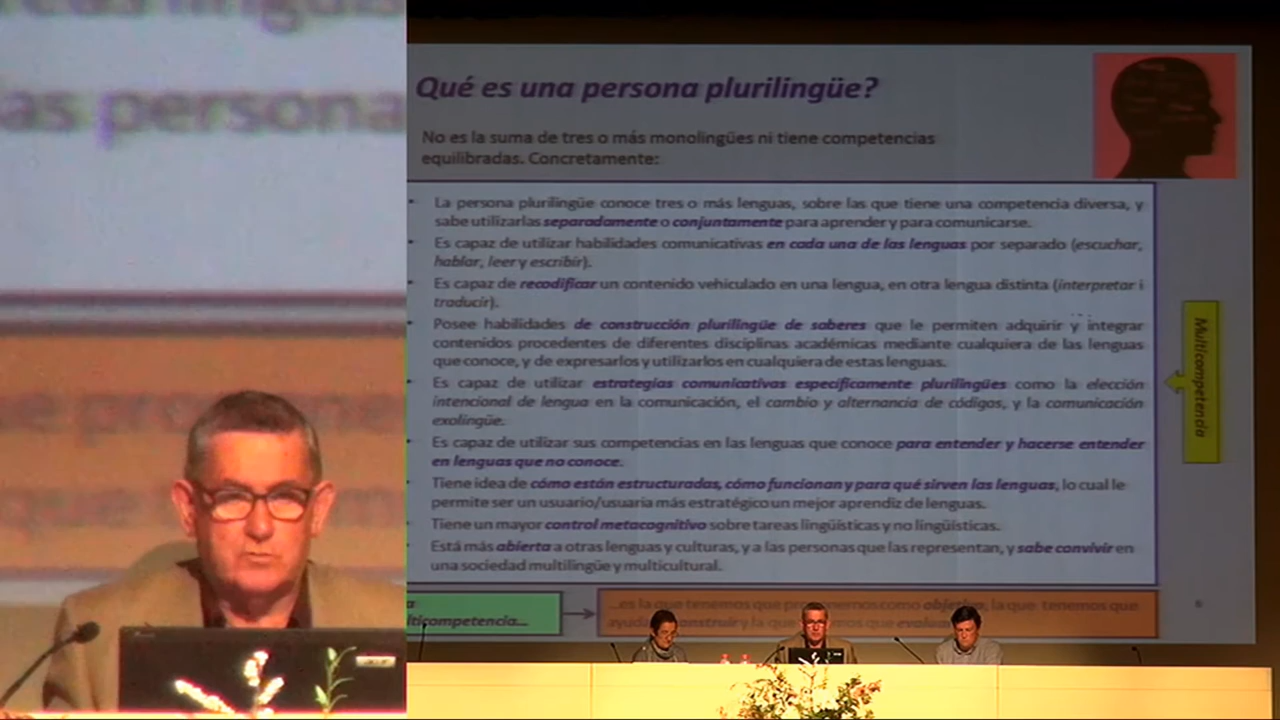 as persona
Qué es una persona plurilingüe?
No es la suma de tres o más monolingües ni tiene competencias
equilibradas. Concretamente:
La persona plurilingüe conoce tres o más lenguas, sobre las que tiene una competencia diversa, y
sabe utilizarlas separadamente o conjuntamente para aprender y para comunicarse.
Es capaz de utilizar habilidades comunicativas en cada una de las lenguas por separado (escuchar,
hablar, leer y escribir).
Es capaz de recodificar un contenido vehiculado en una lengua, en otra lengua distinta (interpretar i
traducir).
Posee habilidades de construcción plurilingüe de saberes que le permiten adquirir y integrar
contenidos procedentes de diferentes disciplinas académicas mediante cualquiera de las lenguas
que conoce, y de expresarlos y utilizarlos en cualquiera de estas lenguas.
Es capaz de utilizar estrategias comunicativas específicamente plurilingües como la elección
intencional de lengua en la comunicación, el cambio y alternancia de códigos, y la comunicación
exolingüe.
Es capaz de utilizar sus competencias en las lenguas que conoce para entender y hacerse entender
en lenguas que no conoce.
Tiene idea de cómo están estructuradas, cómo funcionan y para qué sirven las lenguas, lo cual le
permite ser un usuario/usuaria más estratégico un mejor aprendiz de lenguas.
Tiene un mayor control metacognitivo sobre tareas lingüísticas y no lingüísticas.
Está más abierta a otras lenguas y culturas, y a las personas que las representan, y sabe convivir en
una sociedad multilingüe y multicultural.
Multicompetencia
lticompetencia...
...es la que tenemos que como objetivo, la que tenemos que
construir y la que que